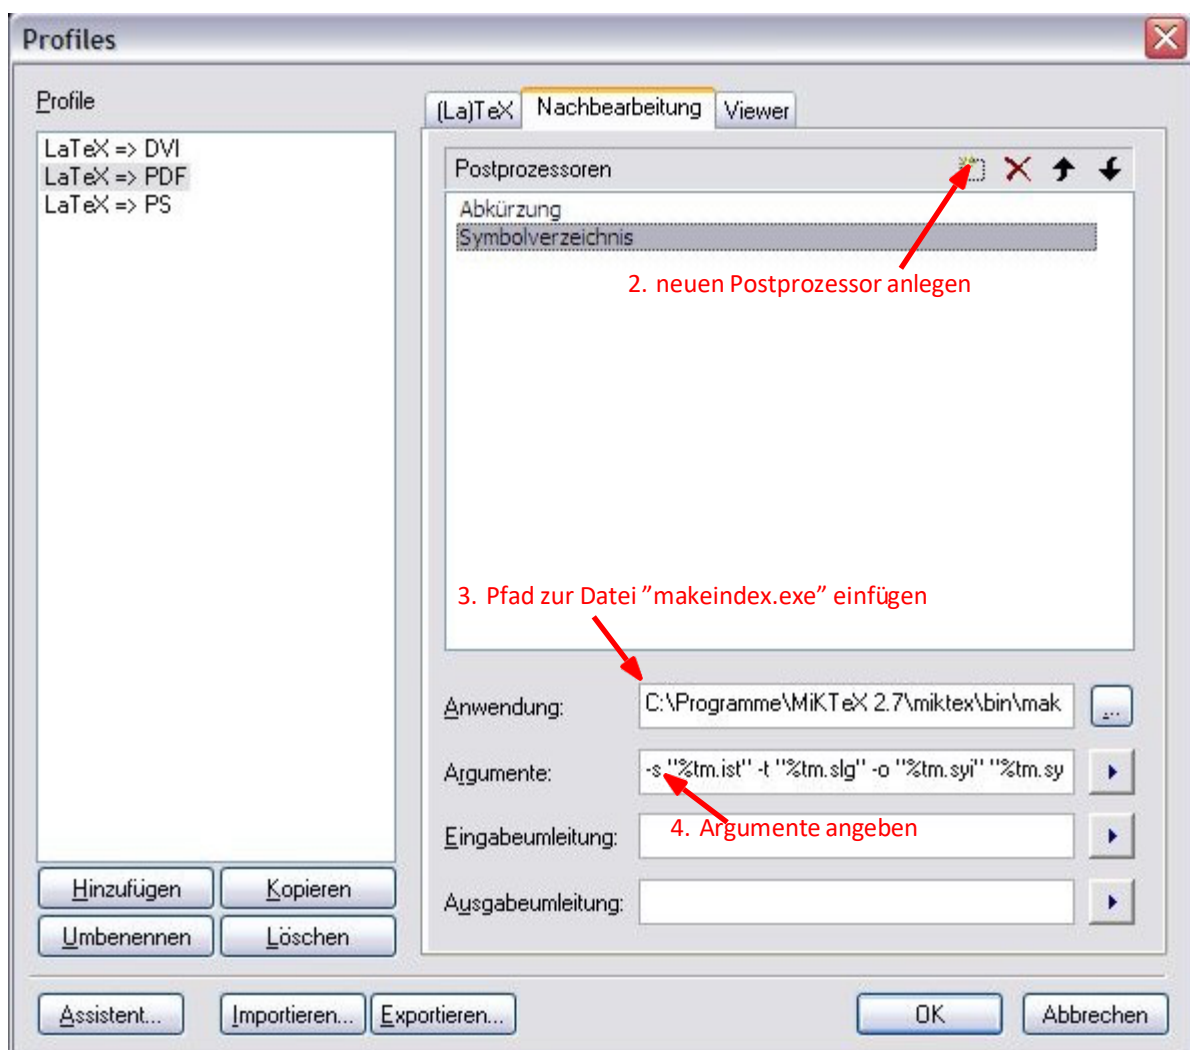 Profiles
Profile
LaTeX => DVI
LaTeX => PDF
LaTeX => PS
(La)TeX Nachbearbeitung Viewer
Postprozessoren
Abkürzung
Symbolverzeichnis
2. neuen Postprozessor anlegen
3. Pfad zur Datei ”makeindex.exe” einfügen
Anwendung: C:\Programme\MiKTeX 2.7\miktex\bin\mak ...
Argumente: -s "%tm.ist" -t "%tm.slg" -o "%tm.syi" "%tm.sy
4. Argumente angeben
Eingabeumleitung:
Ausgabeumleitung:
Hinzufügen Kopieren
Umbenennen Löschen
Assistent... Importieren... Exportieren... OK Abbrechen